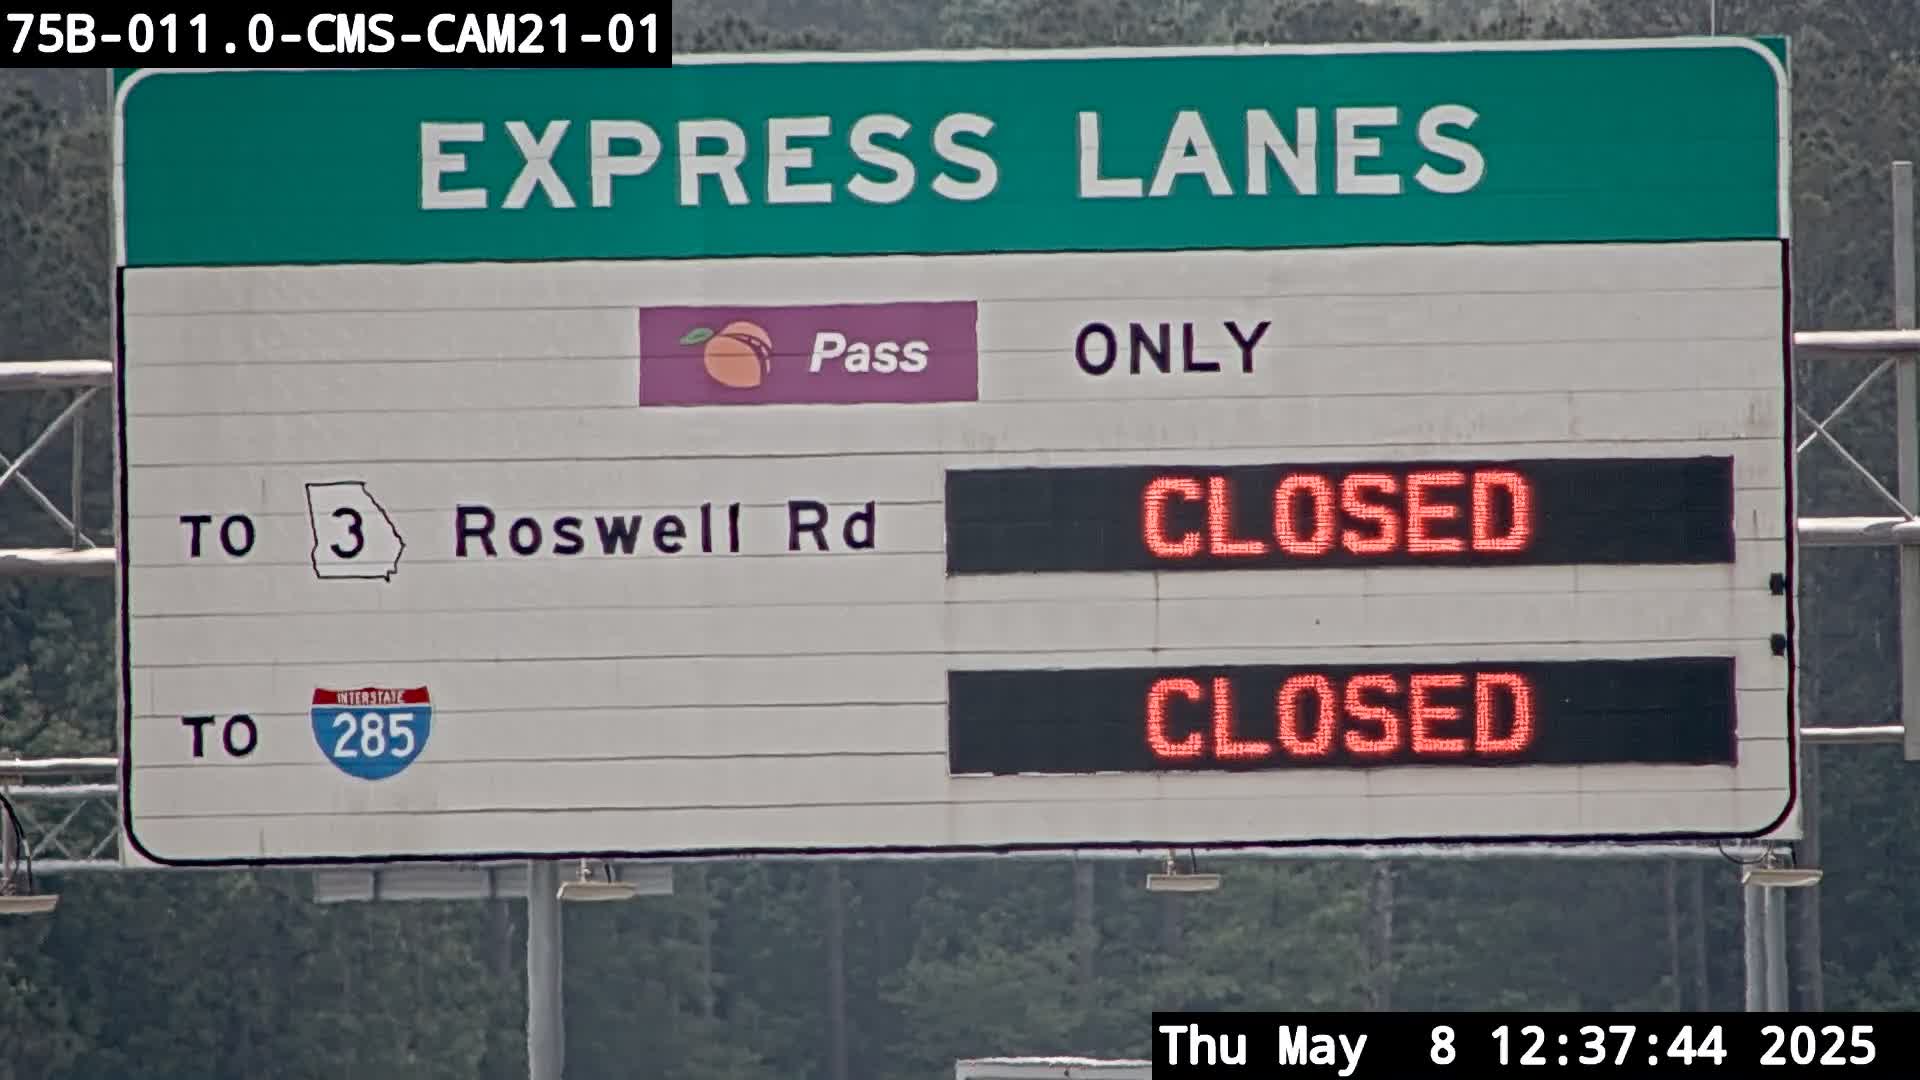 75B-011.0-CMS-CAM21-01
EXPRESS LANES
Pass ONLY
TO 3 Roswell Rd CLOSED
INTERSTATE
TO 285 CLOSED
Thu May 8 12:37:44 2025